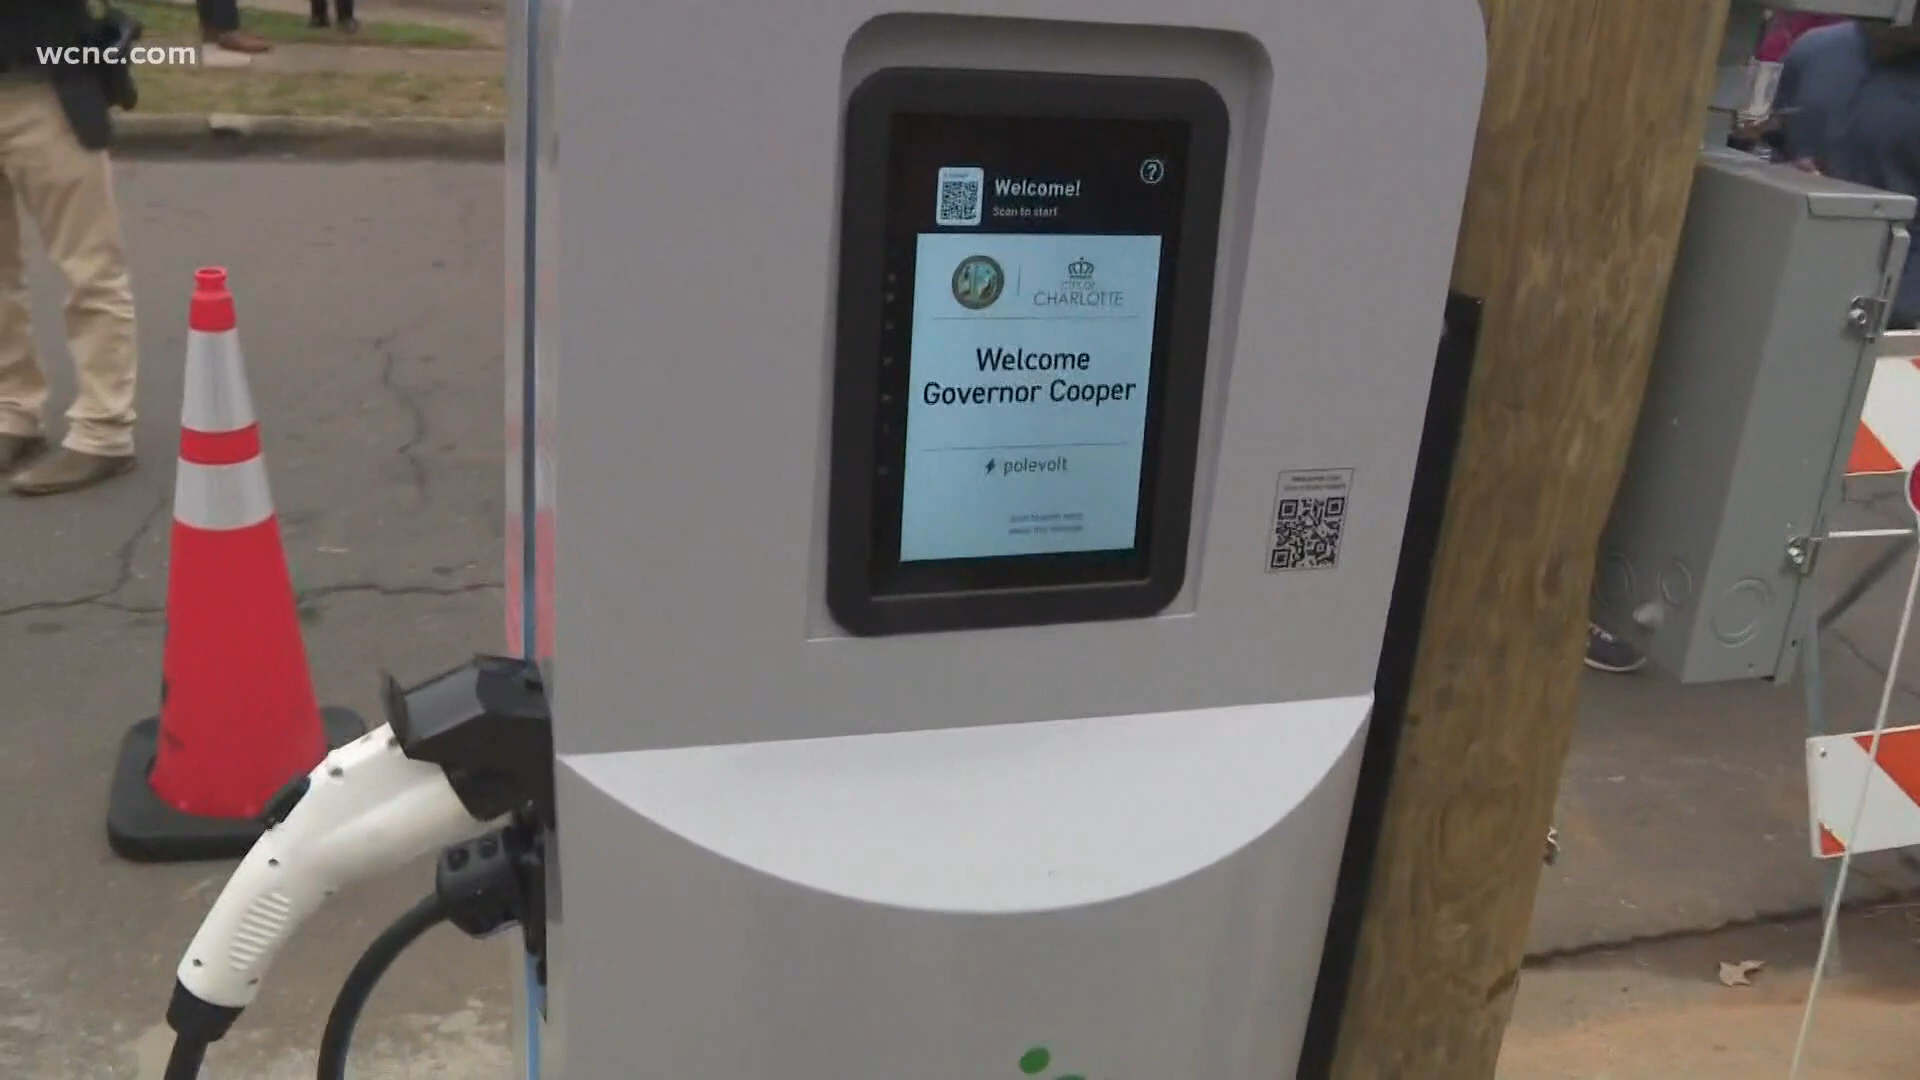 wcnc.com
Welcome!
Scan to start
?
CITY OF
CHARLOTTE
Welcome
Governor Cooper
polevolt